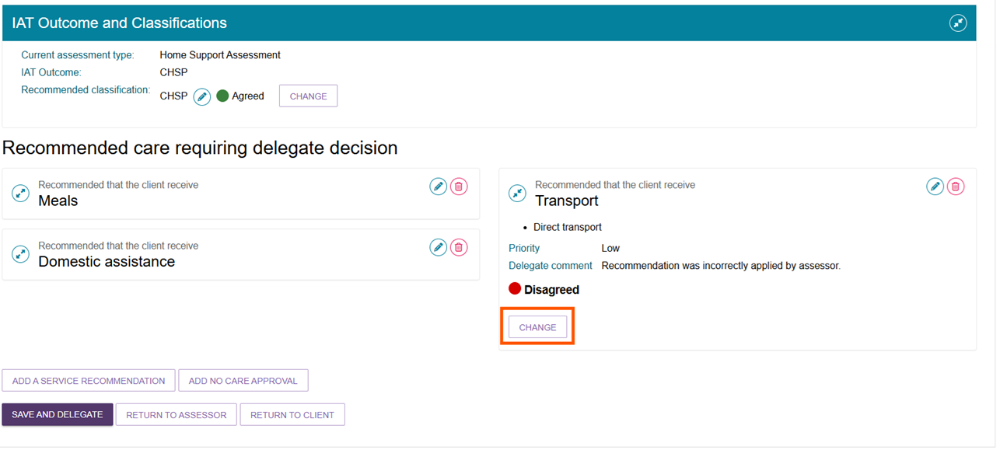 IAT Outcome and Classifications
Current assessment type: Home Support Assessment
IAT Outcome: CHSP
Recommended classification: CHSP Agreed CHANGE
Recommended care requiring delegate decision
Recommended that the client receive
Meals
Recommended that the client receive
Domestic assistance
Recommended that the client receive
Transport
• Direct transport
Priority Low
Delegate comment Recommendation was incorrectly applied by assessor.
Disagreed
CHANGE
ADD A SERVICE RECOMMENDATION ADD NO CARE APPROVAL
SAVE AND DELEGATE RETURN TO ASSESSOR RETURN TO CLIENT